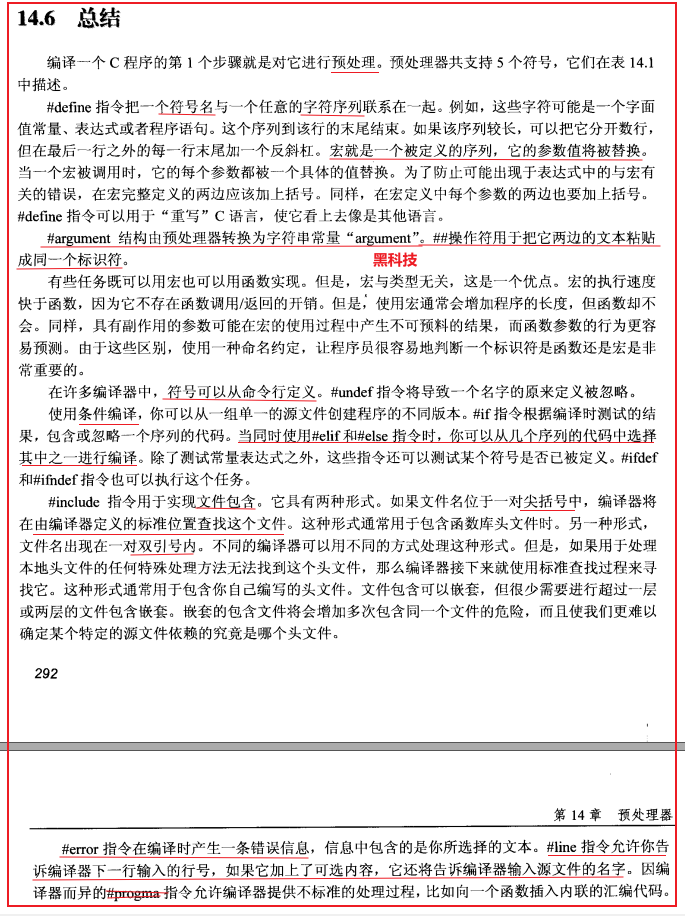 14.6 总结
编译一个 C 程序的第 1 个步骤就是对它进行预处理。预处理器共支持 5 个符号，它们在表 14.1
中描述。
#define 指令把一个符号名与一个任意的字符序列联系在一起。例如，这些字符可能是一个字面
值常量、表达式或者程序语句。这个序列到该行的末尾结束。如果该序列较长，可以把它分开数行，
但在最后一行之外的每一行末尾加一个反斜杠。宏就是一个被定义的序列，它的参数值将被替换。
当一个宏被调用时，它的每个参数都被一个具体的值替换。为了防止可能出现于表达式中的与宏有
关的错误，在宏完整定义的两边应该加上括号。同样，在宏定义中每个参数的两边也要加上括号。
#define 指令可以用于“重写”C 语言，使它看上去像是其他语言。
#argument 结构由预处理器转换为字符串常量“argument”。##操作符用于把它两边的文本粘贴
成同一个标识符。
黑科技
有些任务既可以用宏也可以用函数实现。但是，宏与类型无关，这是一个优点。宏的执行速度
快于函数，因为它不存在函数调用/返回的开销。但是，使用宏通常会增加程序的长度，但函数却不
会。同样，具有副作用的参数可能在宏的使用过程中产生不可预料的结果，而函数参数的行为更容
易预测。由于这些区别，使用一种命名约定，让程序员很容易地判断一个标识符是函数还是宏是非
常重要的。
在许多编译器中，符号可以从命令行定义。#undef 指令将导致一个名字的原来定义被忽略。
使用条件编译，你可以从一组单一的源文件创建程序的不同版本。#if 指令根据编译时测试的结
果，包含或忽略一个序列的代码。当同时使用#elif 和#else 指令时，你可以从几个序列的代码中选择
其中之一进行编译。除了测试常量表达式之外，这些指令还可以测试某个符号是否已被定义。#ifdef
和#ifndef 指令也可以执行这个任务。
#include 指令用于实现文件包含。它具有两种形式。如果文件名位于一对尖括号中，编译器将
在由编译器定义的标准位置查找这个文件。这种形式通常用于包含函数库头文件时。另一种形式，
文件名出现在一对双引号内。不同的编译器可以用不同的方式处理这种形式。但是，如果用于处理
本地头文件的任何特殊处理方法无法找到这个头文件，那么编译器接下来就使用标准查找过程来寻
找它。这种形式通常用于包含你自己编写的头文件。文件包含可以嵌套，但很少需要进行超过一层
或两层的文件包含嵌套。嵌套的包含文件将会增加多次包含同一个文件的危险，而且使我们更难以
确定某个特定的源文件依赖的究竟是哪个头文件。
292
第 14 章 预处理器
#error 指令在编译时产生一条错误信息，信息中包含的是你所选择的文本。#line 指令允许你告
诉编译器下一行输入的行号，如果它加上了可选内容，它还将告诉编译器输入源文件的名字。因编
译器而异的#progma 指令允许编译器提供不标准的处理过程，比如向一个函数插入内联的汇编代码。